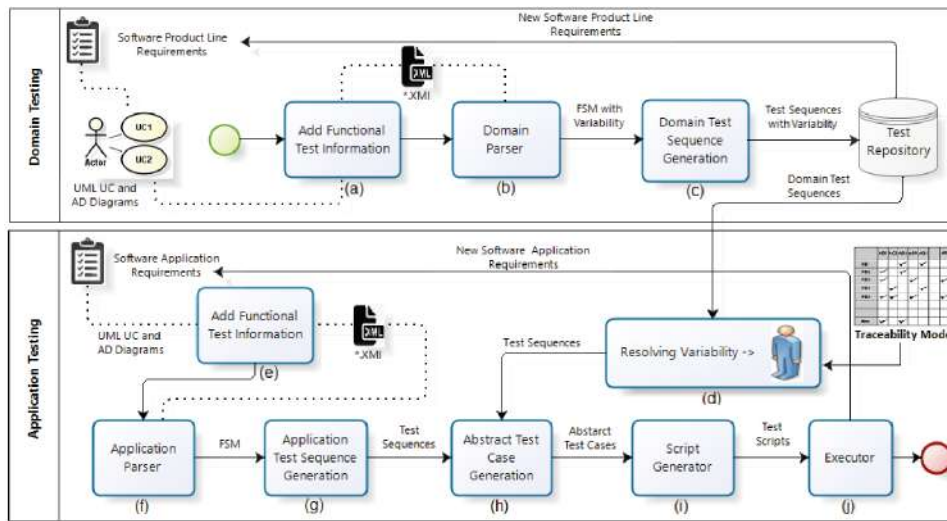 Domain Testing
New Software Product Line
Requirements
Software Product Line
Requirements
XML
*.XMI
UC1
UC2
Actor
UML UC and
AD Diagrams
Add Functional
Test Information
(a)
Domain
Parser
(b)
FSM with
Variability
Domain Test
Sequence
Generation
(c)
Test Sequences
with Variability
Test
Repository
Domain Test
Sequences
Application Testing
Software Application
Requirements
New Software Application
Requirements
UML UC and
AD Diagrams
Add Functional
Test Information
(e)
XML
*.XMI
Test Sequences
Resolving Variability ->
(d)
Traceability Mode
Application
Parser
(f)
FSM
Application
Test Sequence
Generation
(g)
Test
Sequences
Abstract Test
Case
Generation
(h)
Abstarct
Test Cases
Script
Generator
(i)
Test
Scripts
Executor
(j)